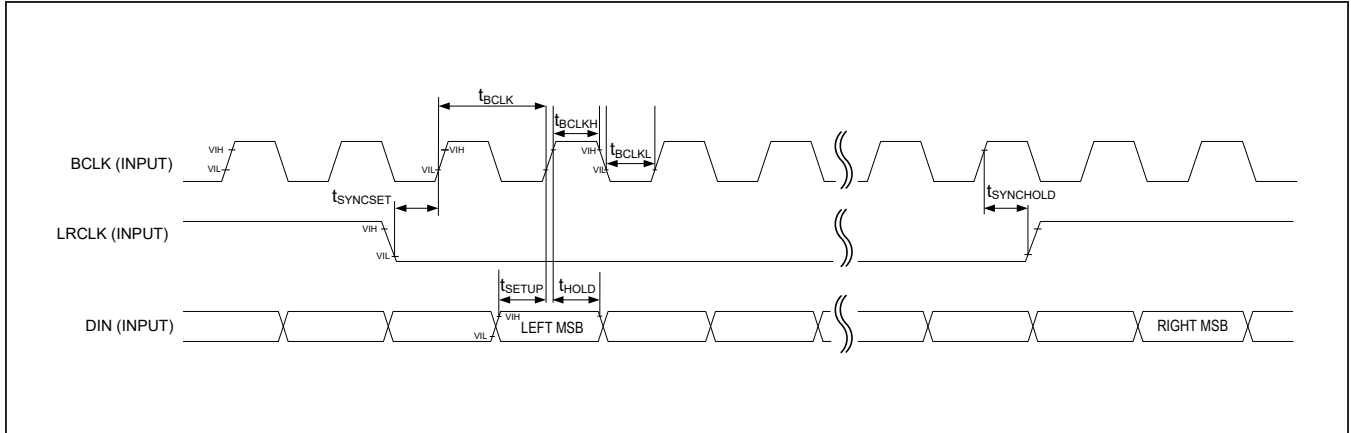 tBCLK
tBCLKH
tBCLKL
BCLK (INPUT)
VIH
VIL
VIH
VIL
VIH
VIL
tSYNCSET
tSYNCHOLD
LRCLK (INPUT)
VIH
VIL
tSETUP
tHOLD
DIN (INPUT)
VIH
VIL
LEFT MSB
RIGHT MSB